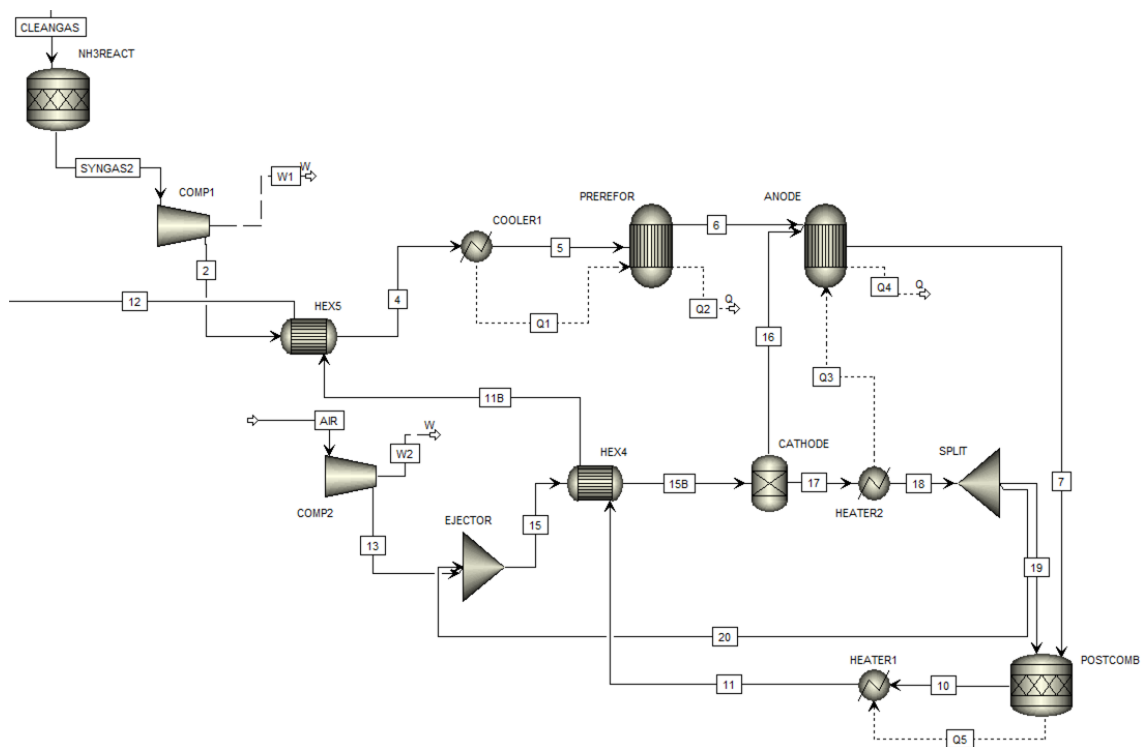 CLEANGAS
NH3REACT
SYNGAS2
COMP1
W1
W
2
12
HEX5
4
COOLER1
5
Q1
PREREFOR
6
Q2
Q
ANODE
Q4
Q
16
Q3
11B
AIR
W
W2
COMP2
13
EJECTOR
15
HEX4
15B
CATHODE
17
HEATER2
18
SPLIT
7
19
20
POSTCOMB
HEATER1
11
10
Q5